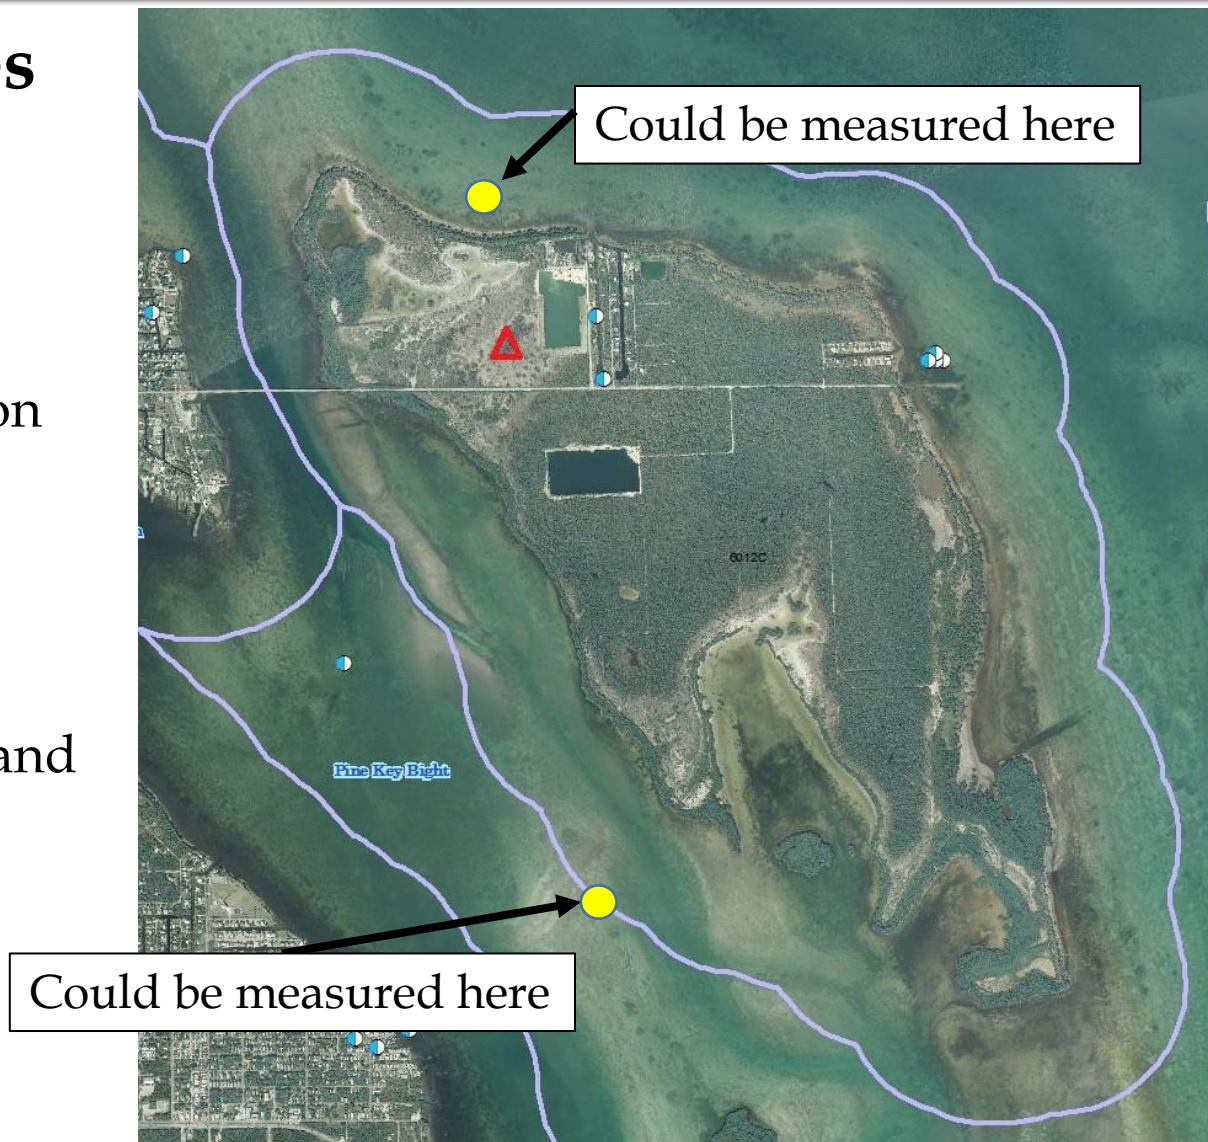 s
Could be measured here
on
6012C
and
Pine Key Bight
Could be measured here